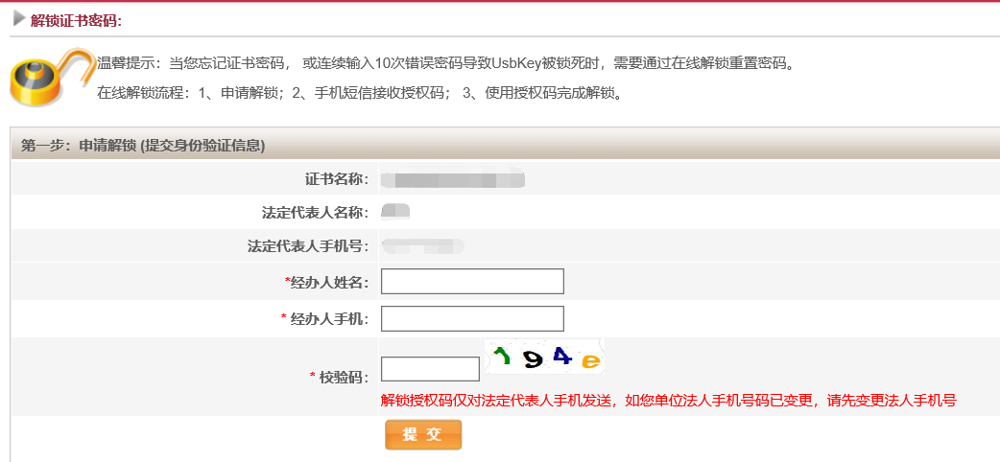 解锁证书密码：
温馨提示：当您忘记证书密码， 或连续输入10次错误密码导致UsbKey被锁死时，需要通过在线解锁重置密码。
在线解锁流程：1、申请解锁；2、手机短信接收授权码； 3、使用授权码完成解锁。
第一步：申请解锁 (提交身份验证信息)
证书名称：
法定代表人名称：
法定代表人手机号：
*经办人姓名：
* 经办人手机：
* 校验码：
194e
解锁授权码仅对法定代表人手机发送，如您单位法人手机号码已变更，请先变更法人手机号
提 交